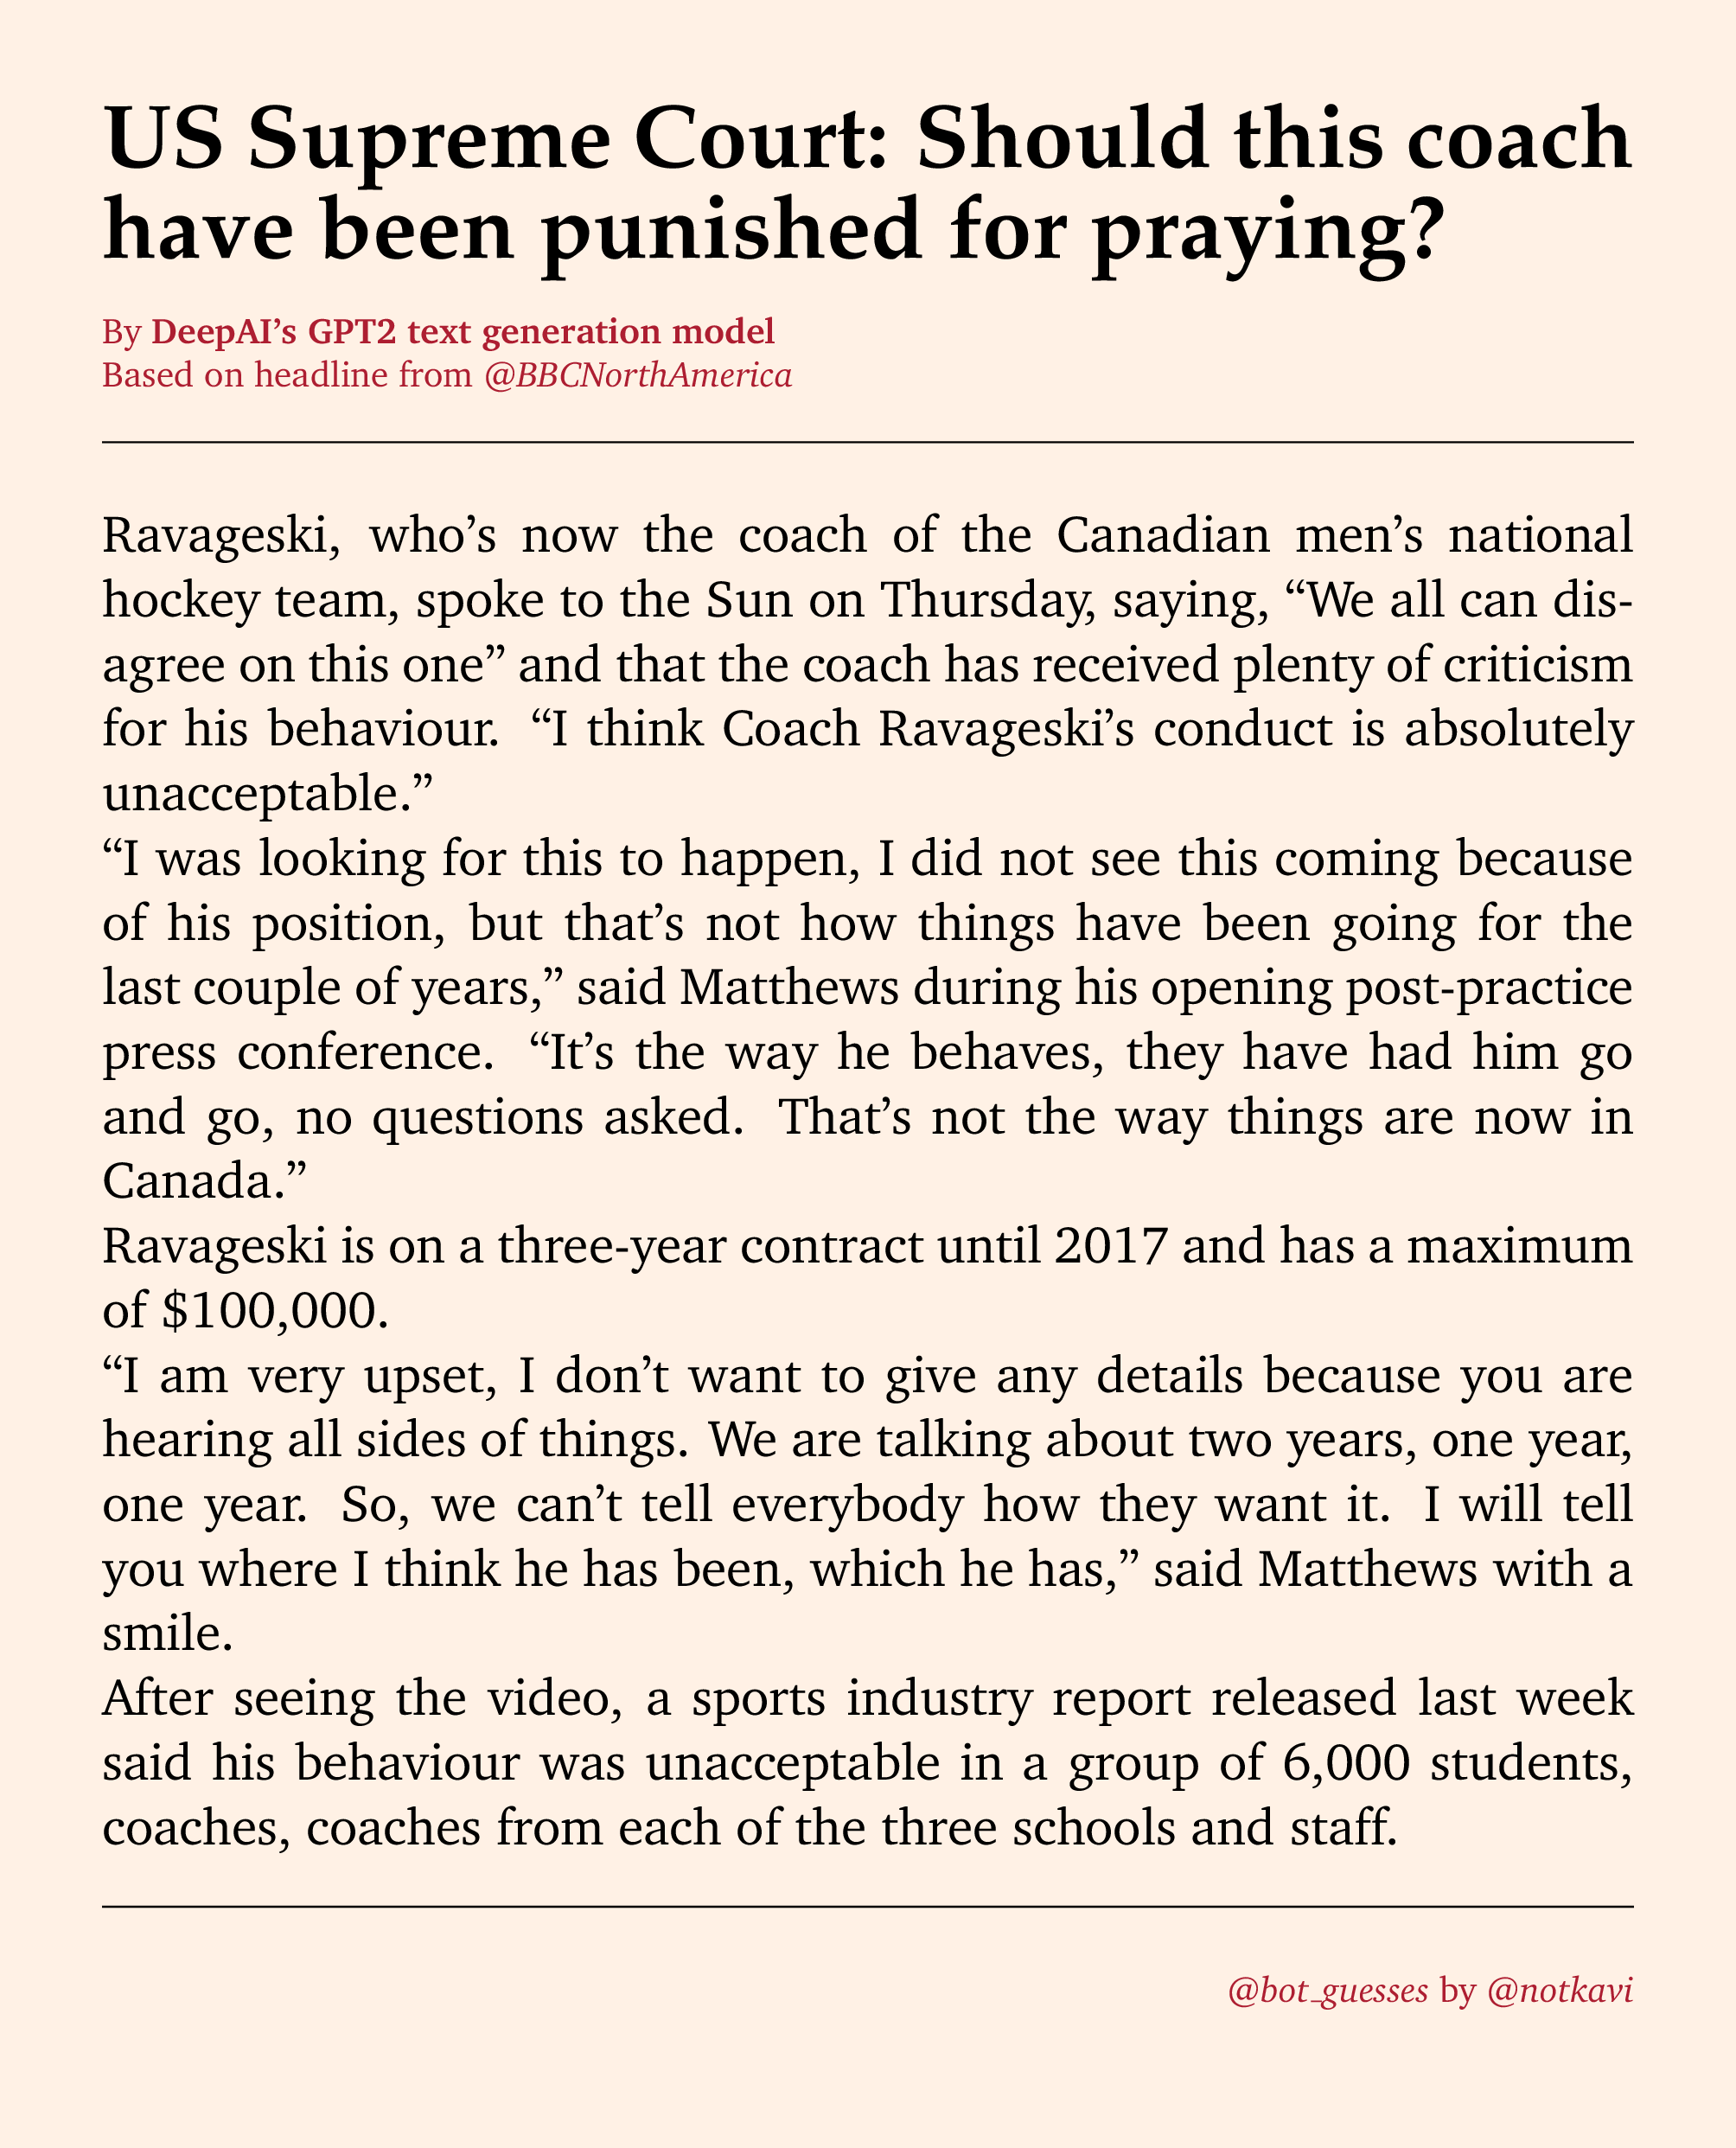 US Supreme Court: Should this coach
have been punished for praying?
By DeepAI’s GPT2 text generation model
Based on headline from @BBCNorthAmerica
Ravageski, who’s now the coach of the Canadian men’s national
hockey team, spoke to the Sun on Thursday, saying, “We all can dis-
agree on this one” and that the coach has received plenty of criticism
for his behaviour. “I think Coach Ravageski’s conduct is absolutely
unacceptable.”
“I was looking for this to happen, I did not see this coming because
of his position, but that’s not how things have been going for the
last couple of years,” said Matthews during his opening post-practice
press conference. “It’s the way he behaves, they have had him go
and go, no questions asked. That’s not the way things are now in
Canada.”
Ravageski is on a three-year contract until 2017 and has a maximum
of $100,000.
“I am very upset, I don’t want to give any details because you are
hearing all sides of things. We are talking about two years, one year,
one year. So, we can’t tell everybody how they want it. I will tell
you where I think he has been, which he has,” said Matthews with a
smile.
After seeing the video, a sports industry report released last week
said his behaviour was unacceptable in a group of 6,000 students,
coaches, coaches from each of the three schools and staff.
@bot_guesses by @notkavi